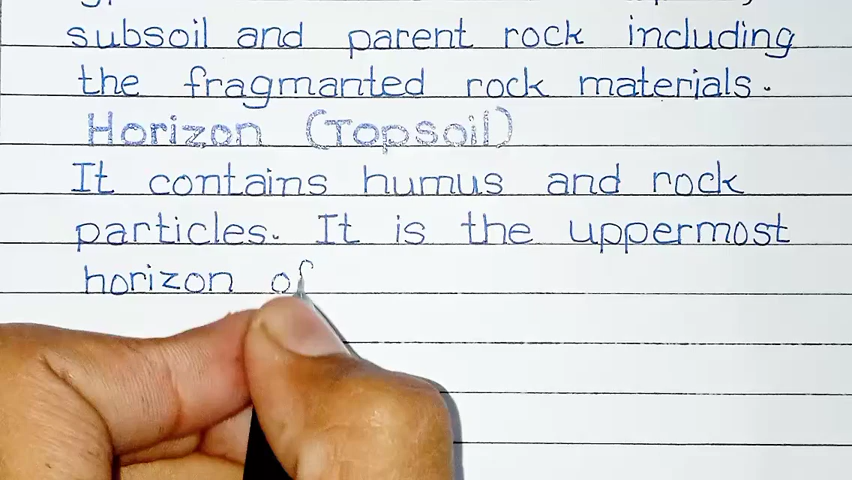 subsoil and parent rock including
the fragmanted rock materials.
Horizon (Topsoil)
It contains humus and rock
particles. It is the uppermost
horizon of